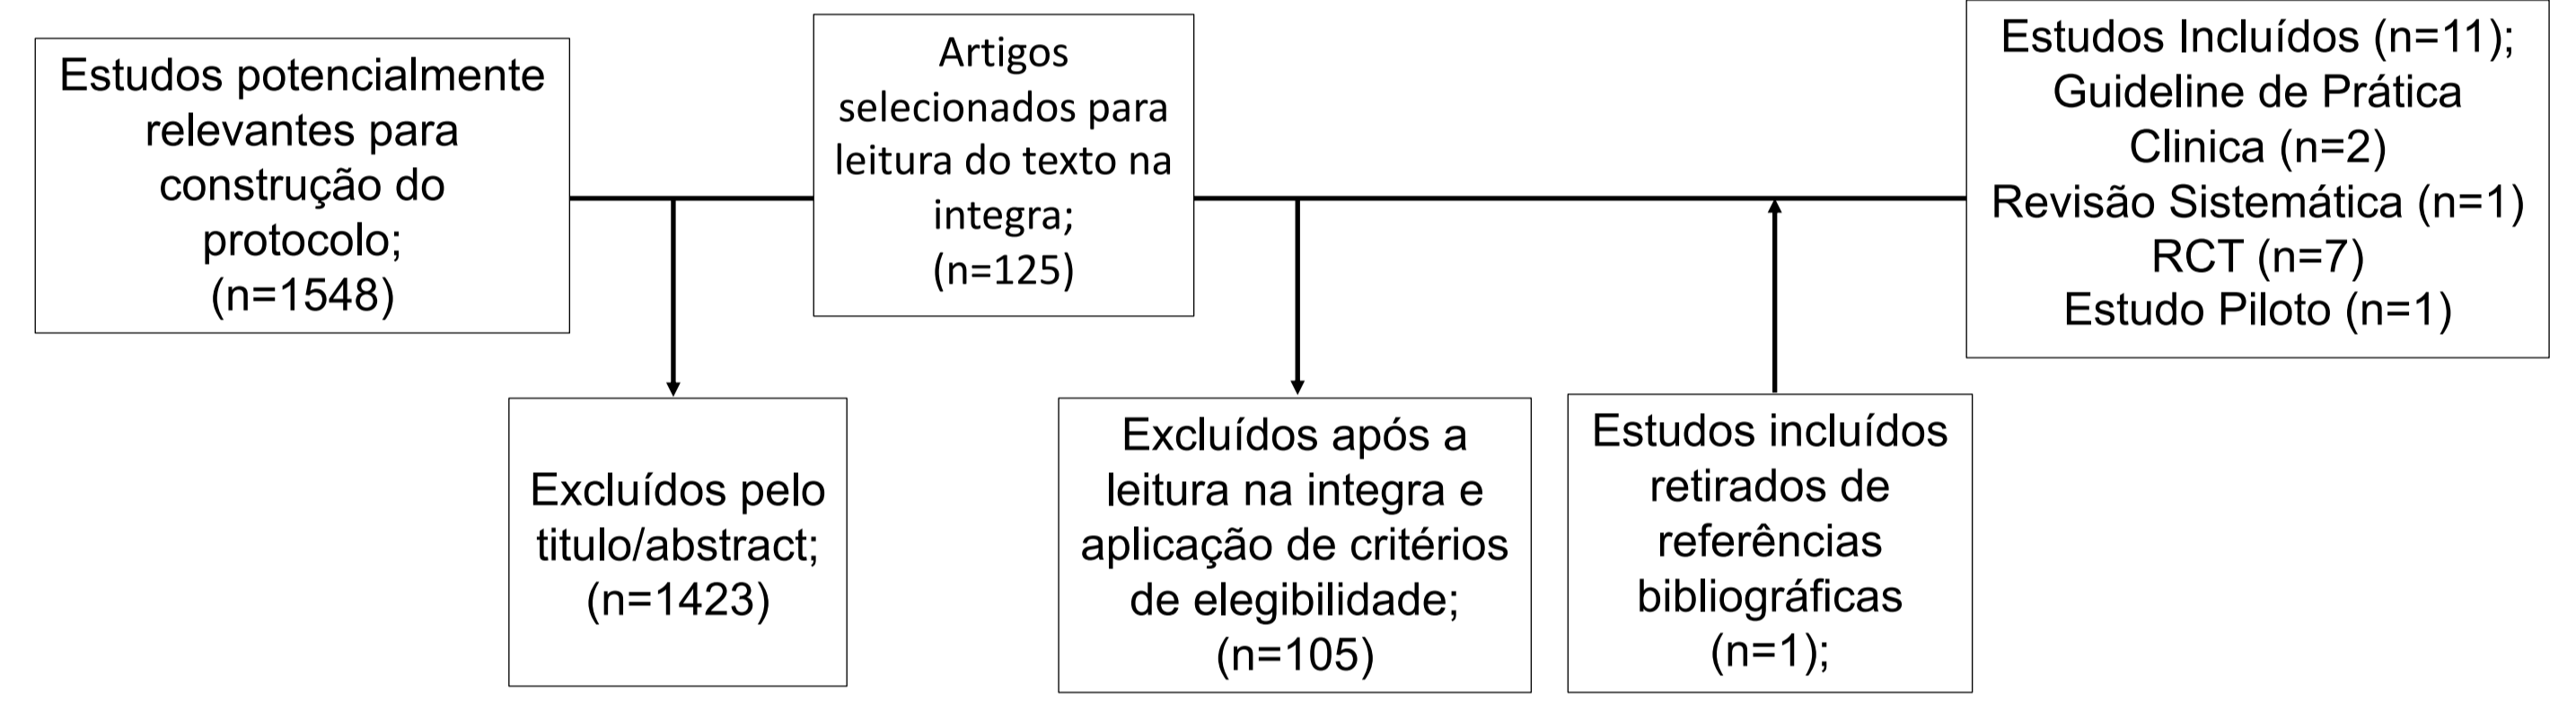 Estudos potencialmente
relevantes para
construção do
protocolo;
(n=1548)
Excluídos pelo
titulo/abstract;
(n=1423)
Artigos
selecionados para
leitura do texto na
integra;
(n=125)
Excluídos após a
leitura na integra e
aplicação de critérios
de elegibilidade;
(n=105)
Estudos incluídos
retirados de
referências
bibliográficas
(n=1);
Estudos Incluídos (n=11);
Guideline de Prática
Clinica (n=2)
Revisão Sistemática (n=1)
RCT (n=7)
Estudo Piloto (n=1)